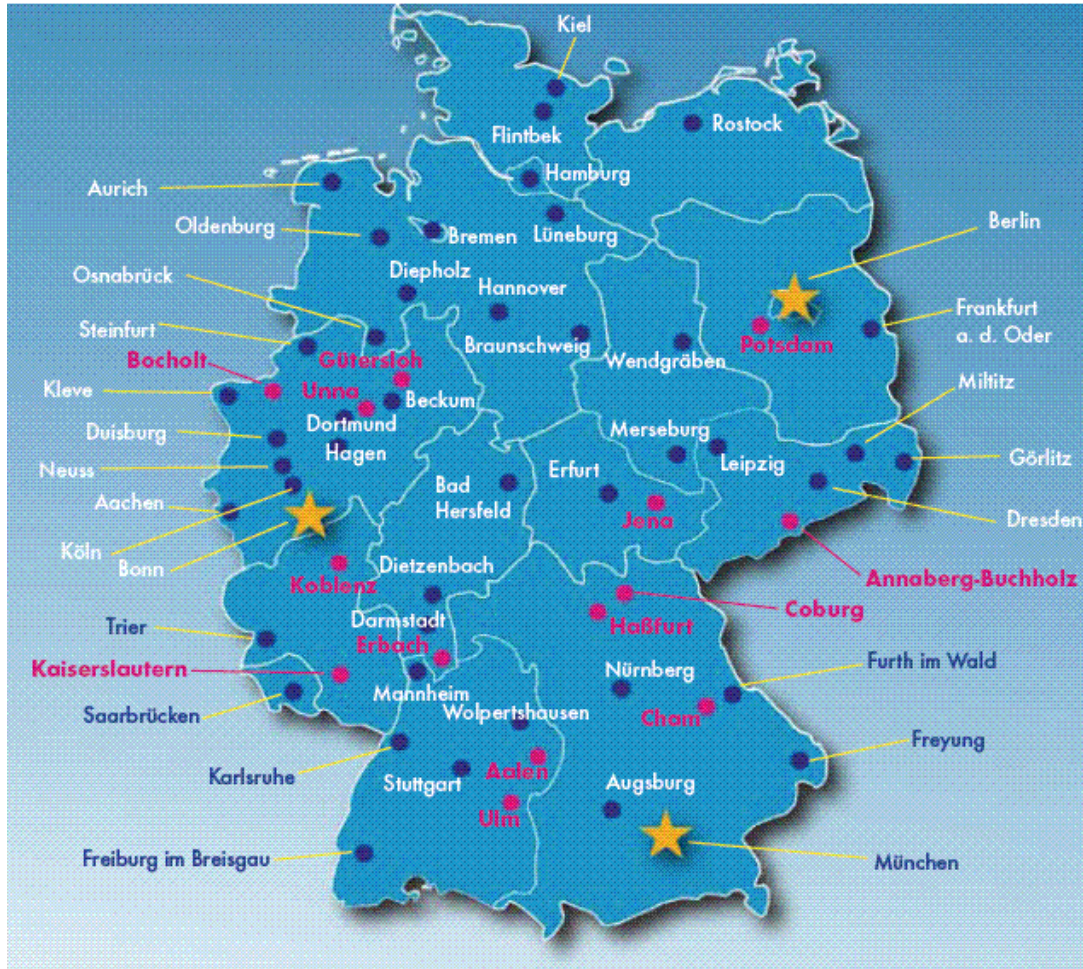 Kiel
Rostock
Flintbek
Hamburg
Aurich
Oldenburg
Bremen
Lüneburg
Berlin
Osnabrück
Diepholz
Hannover
Steinfurt
Frankfurt
a. d. Oder
Bocholt
Gütersloh
Braunschweig
Wendgräben
Potsdam
Kleve
Unna
Beckum
Miltitz
Duisburg
Dortmund
Hagen
Merseburg
Leipzig
Görlitz
Neuss
Erfurt
Aachen
Bad
Hersfeld
Jena
Dresden
Köln
Bonn
Koblenz
Dietzenbach
Annaberg-Buchholz
Coburg
Trier
Darmstadt
Haßfurt
Erbach
Kaiserslautern
Nürnberg
Furth im Wald
Mannheim
Saarbrücken
Wolpertshausen
Cham
Freyung
Karlsruhe
Stuttgart
Aalen
Augsburg
Ulm
Freiburg im Breisgau
München